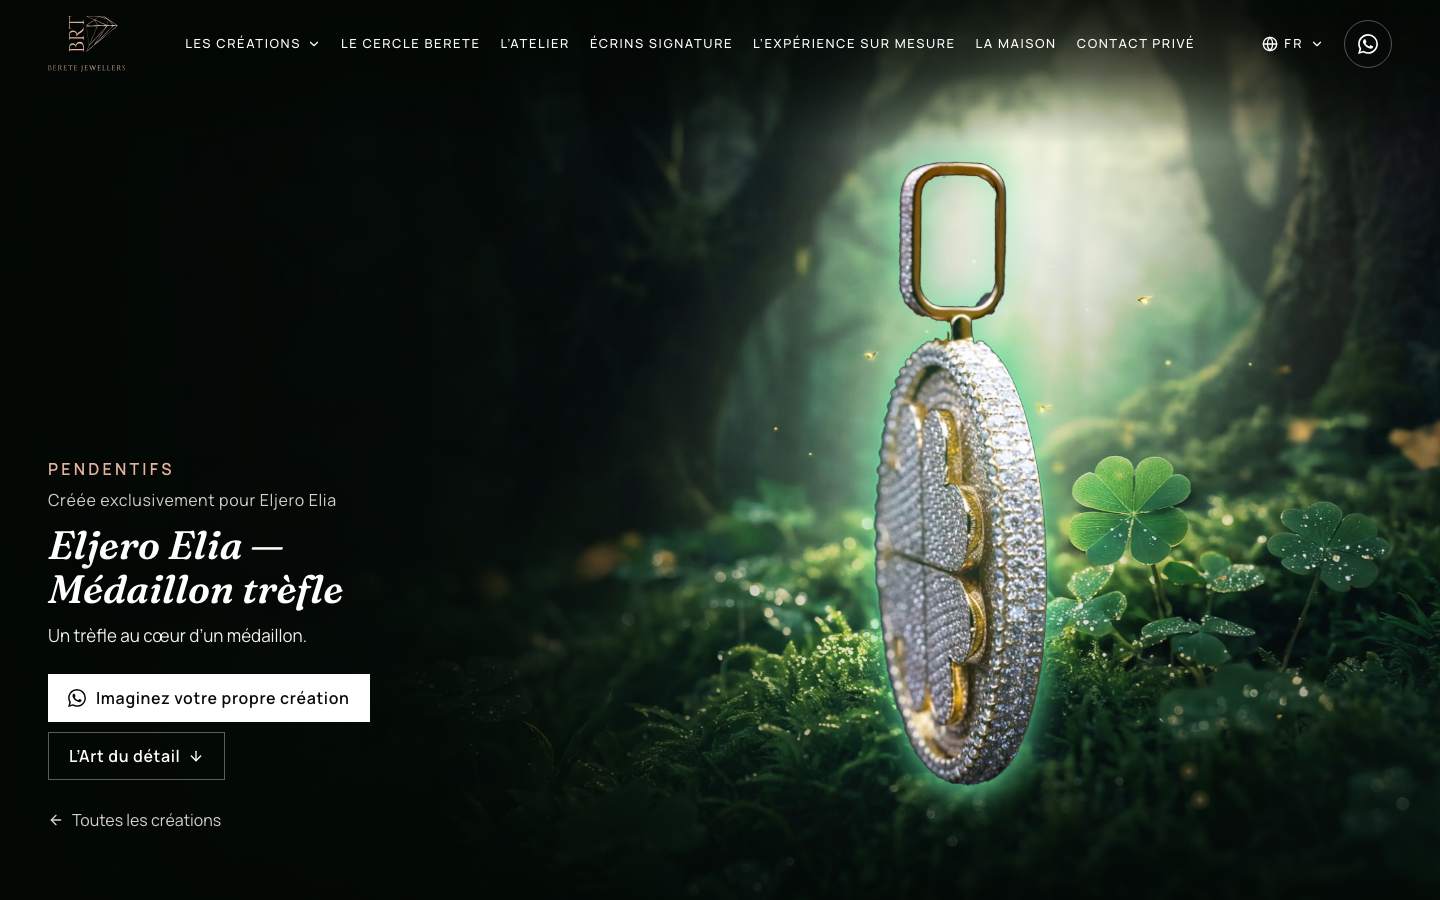 BRT
BERETE JEWELLERS
LES CRÉATIONS
LE CERCLE BERETE
L’ATELIER
ÉCRINS SIGNATURE
L’EXPÉRIENCE SUR MESURE
LA MAISON
CONTACT PRIVÉ
FR
PENDENTIFS
Créée exclusivement pour Eljero Elia
Eljero Elia —
Médaillon trèfle
Un trèfle au cœur d’un médaillon.
Imaginez votre propre création
L’Art du détail
Toutes les créations